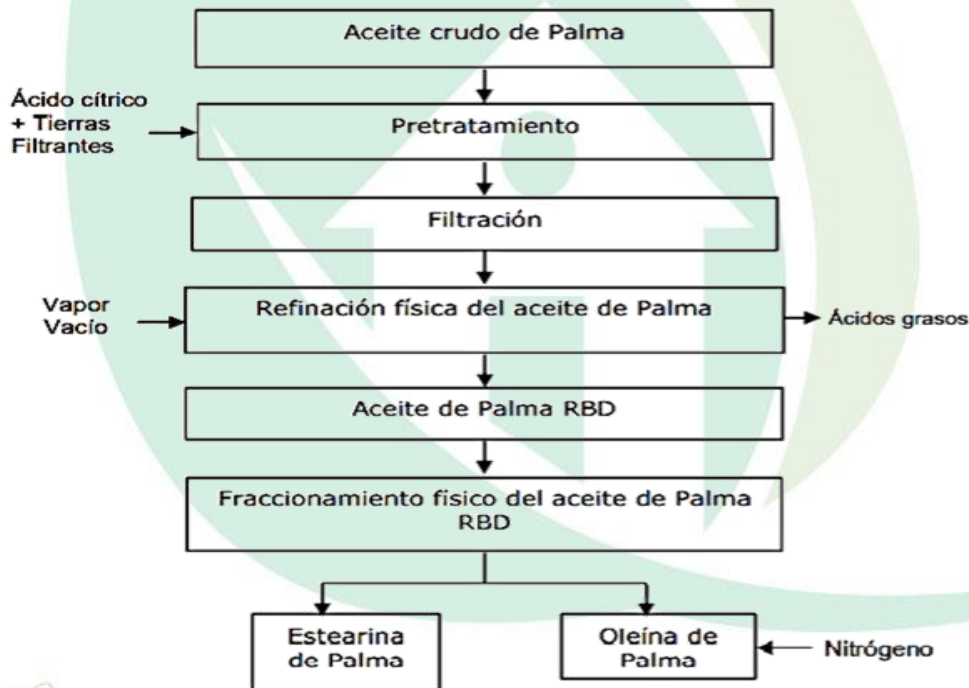 Aceite crudo de Palma
Ácido cítrico
+ Tierras
Filtrantes
Pretratamiento
Filtración
Vapor
Vacío
Refinación física del aceite de Palma
Ácidos grasos
Aceite de Palma RBD
Fraccionamiento físico del aceite de Palma
RBD
Estearina
de Palma
Oleína de
Palma
Nitrógeno